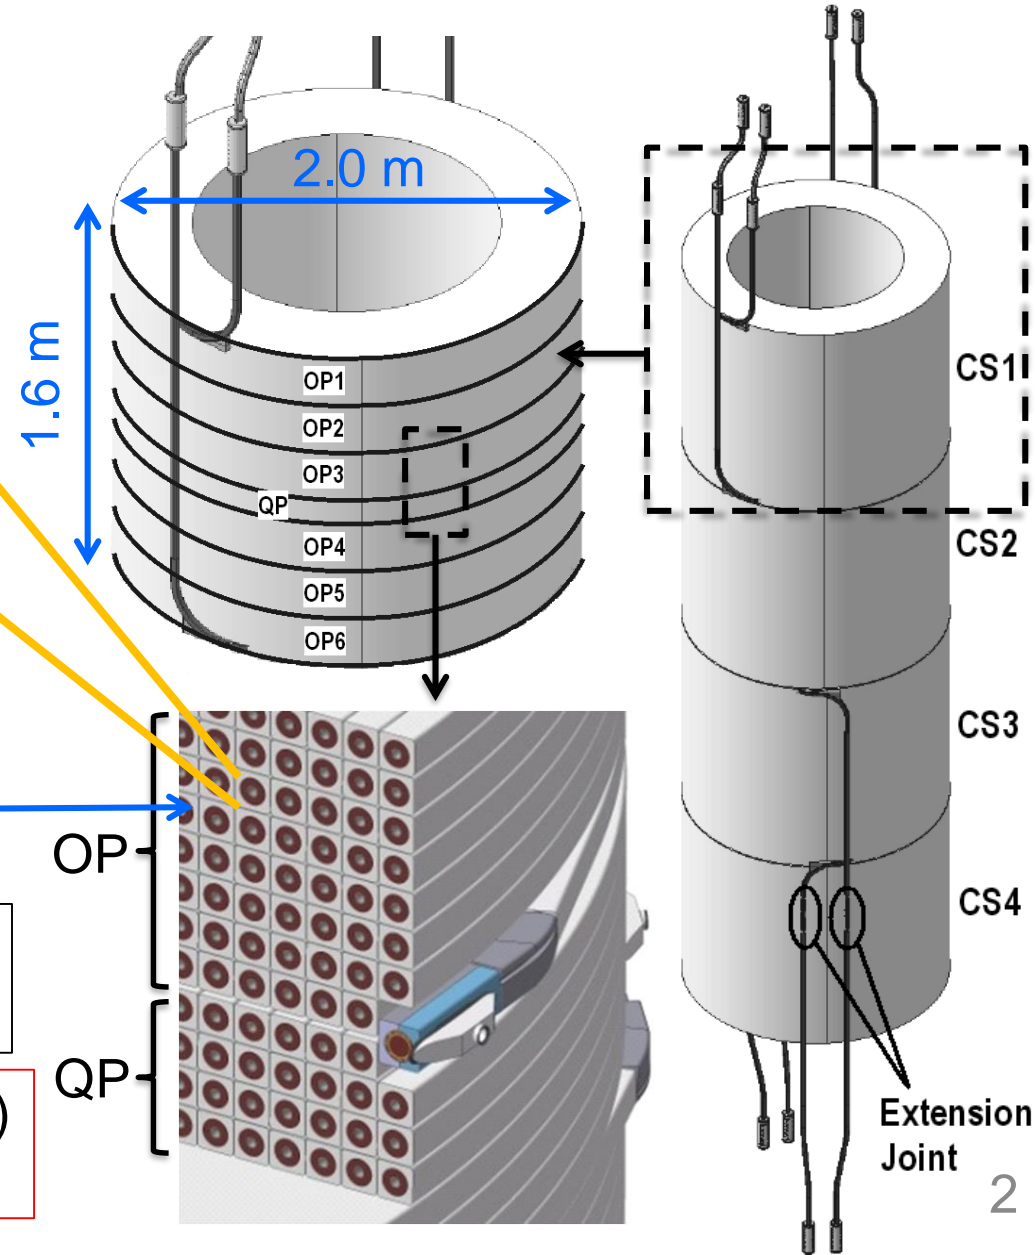 2.0 m
1.6 m
OP1
OP2
OP3
QP
OP4
OP5
OP6
CS1
CS2
CS3
CS4
OP
QP
)
Extension
Joint
2